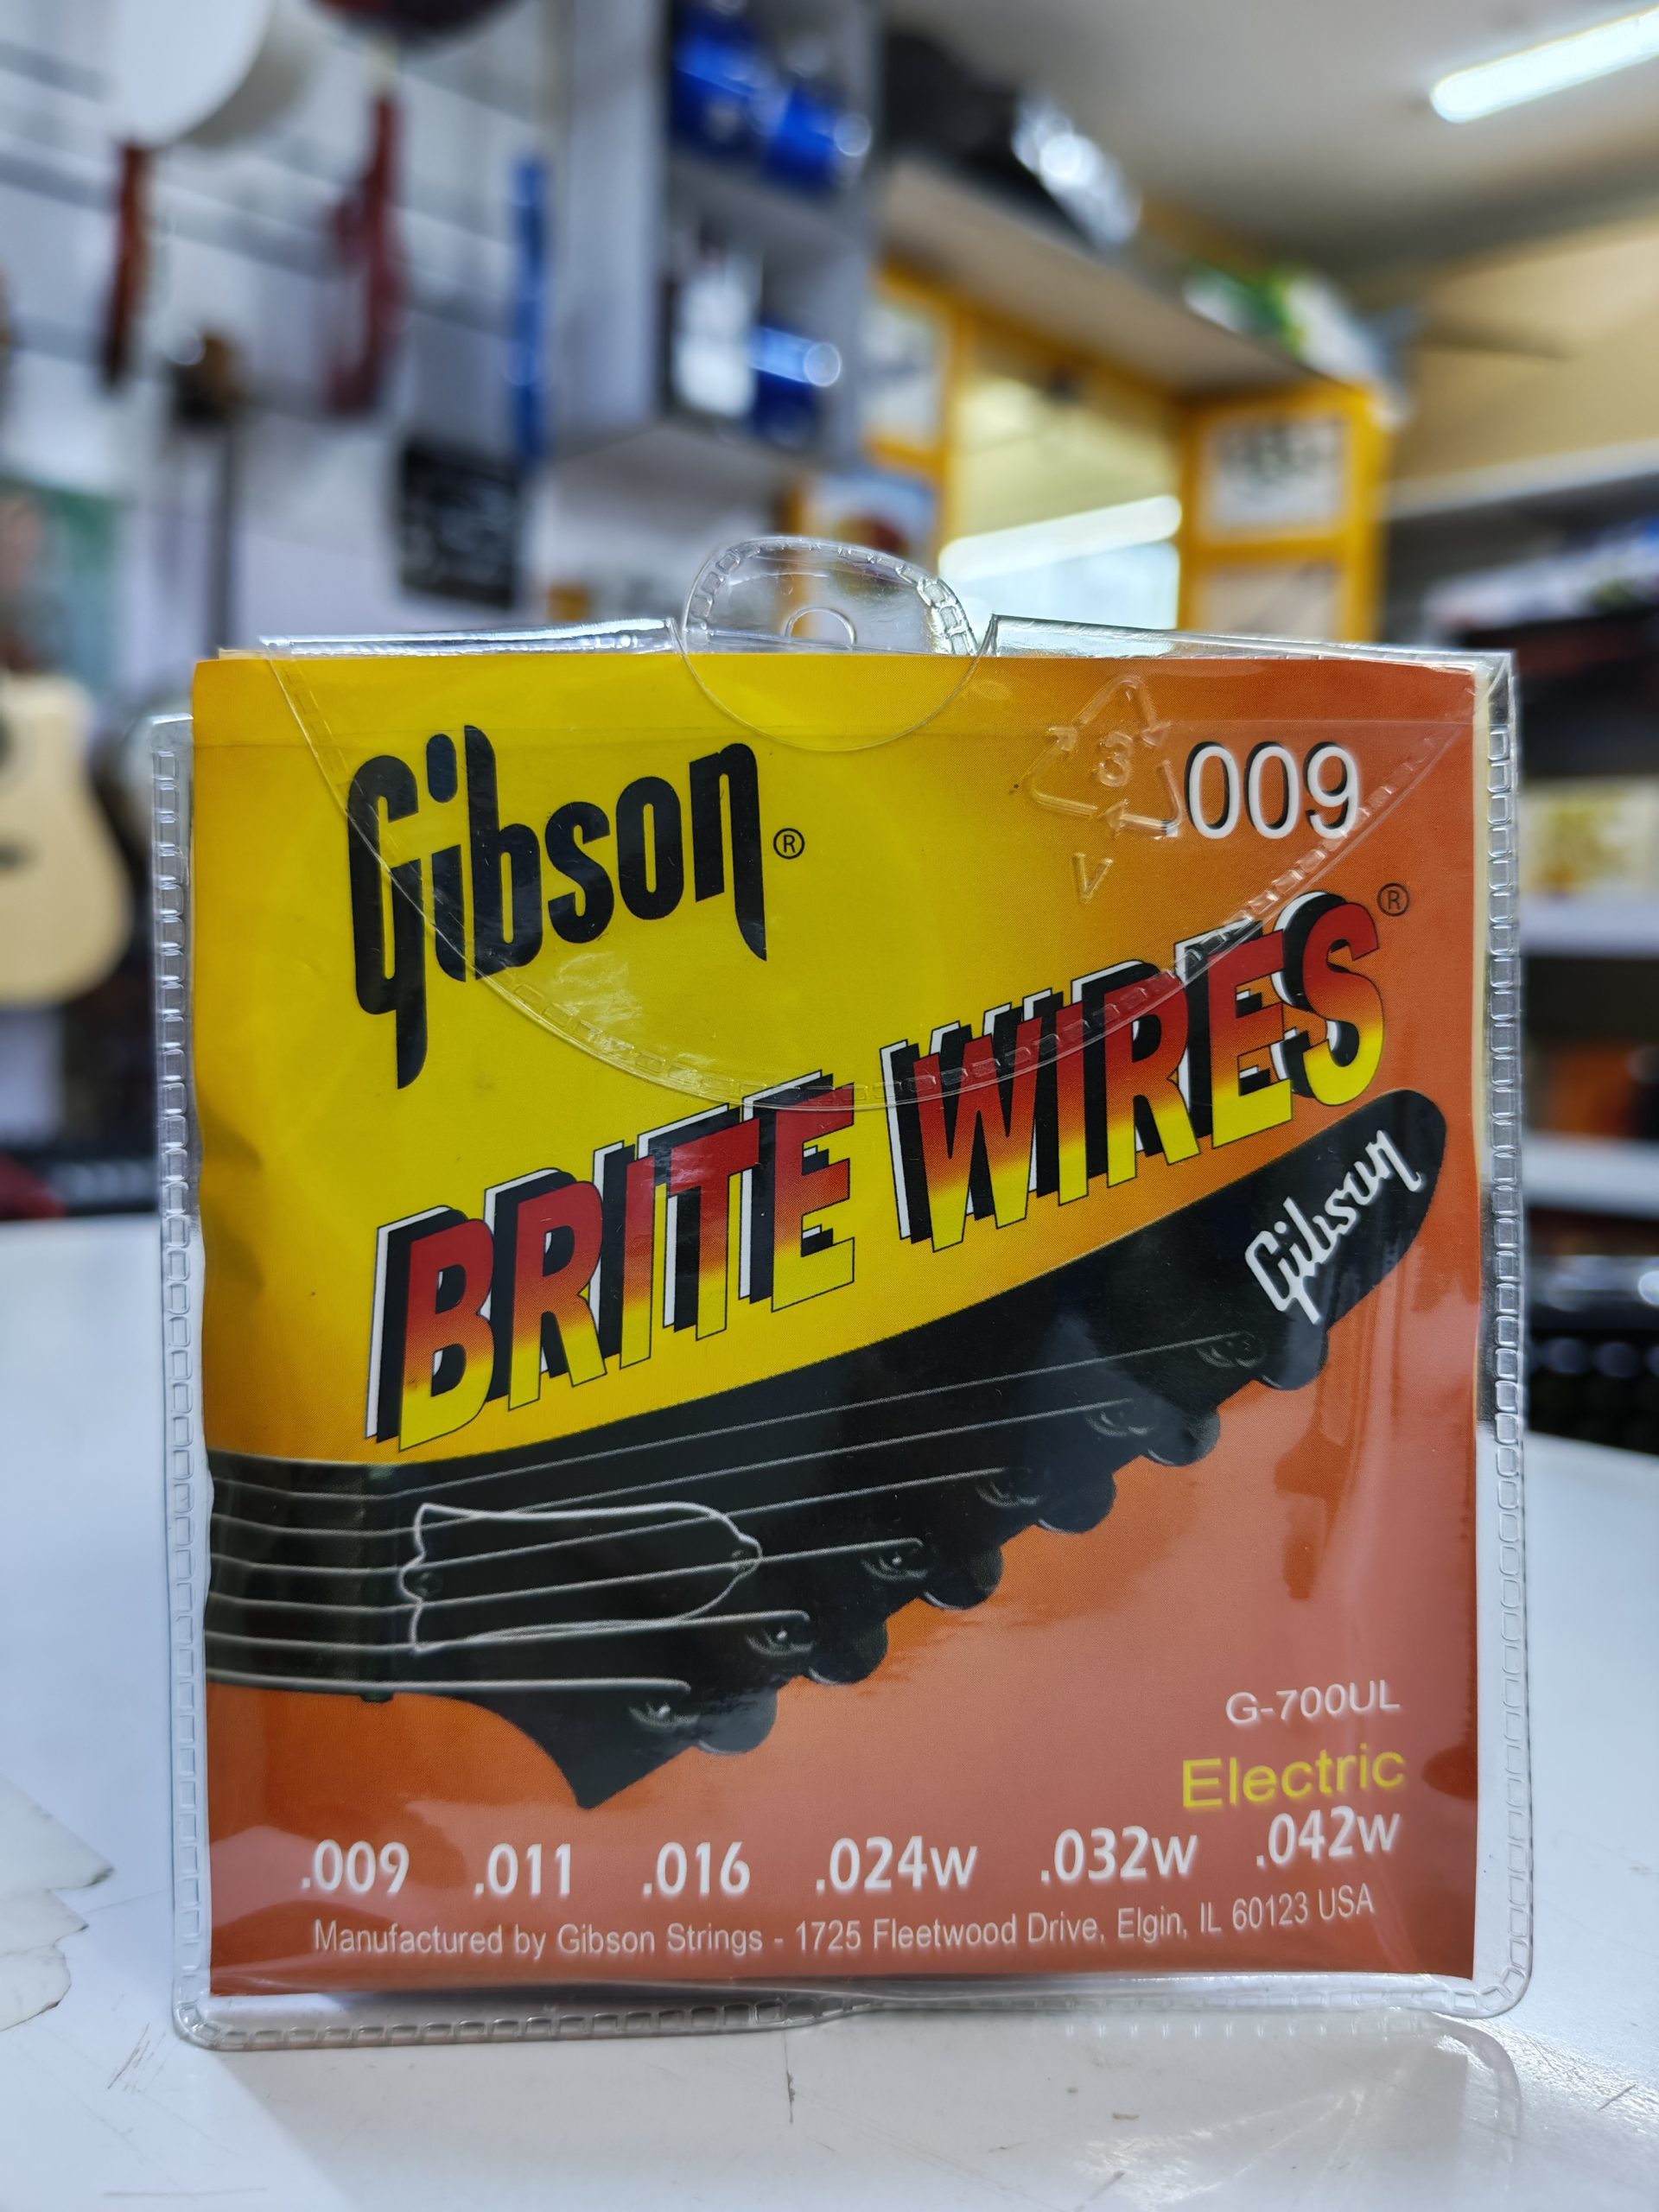 Gibson®
.009
3
V
BRITE WIRES®
Gibson
G-700UL
Electric
.009 .011 .016 .024w .032w .042w
Manufactured by Gibson Strings - 1725 Fleetwood Drive, Elgin, IL 60123 USA